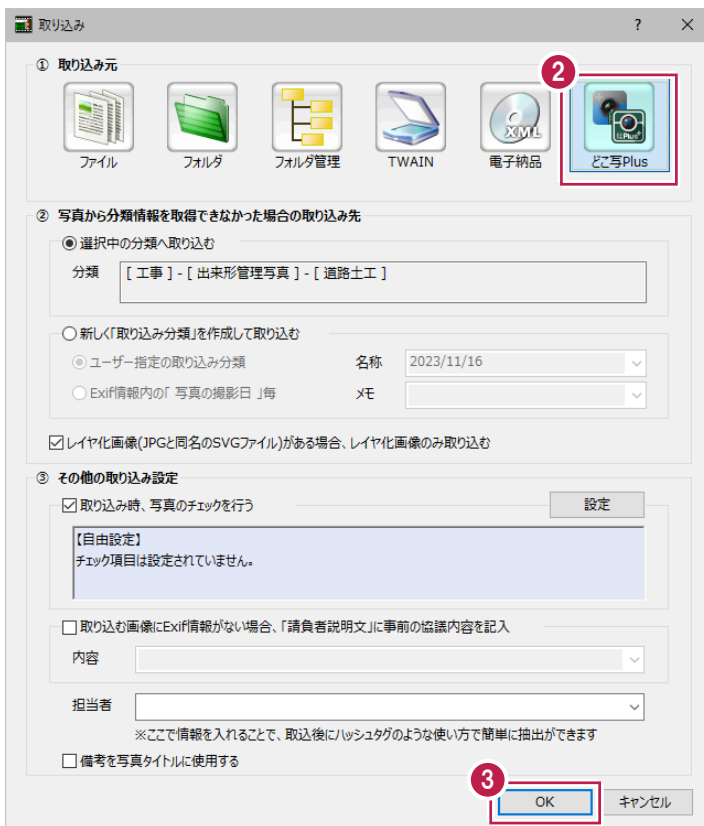 取り込み
? ×
① 取り込み元
2
ファイル フォルダ フォルダ管理 TWAIN 電子納品 どこ写Plus
XML
Plus
② 写真から分類情報を取得できなかった場合の取り込み先
選択中の分類へ取り込む
分類 [ 工事 ] - [ 出来形管理写真 ] - [ 道路土工 ]
新しく「取り込み分類」を作成して取り込む
ユーザー指定の取り込み分類 名称 2023/11/16
Exif情報内の「 写真の撮影日 」毎 メモ
レイヤ化画像(JPGと同名のSVGファイル)がある場合、レイヤ化画像のみ取り込む
③ その他の取り込み設定
取り込み時、写真のチェックを行う 設定
【自由設定】
チェック項目は設定されていません。
取り込む画像にExif情報がない場合、「請負者説明文」に事前の協議内容を記入
内容
担当者
※ここで情報を入れることで、取込後にハッシュタグのような使い方で簡単に抽出ができます
備考を写真タイトルに使用する
3
OK キャンセル